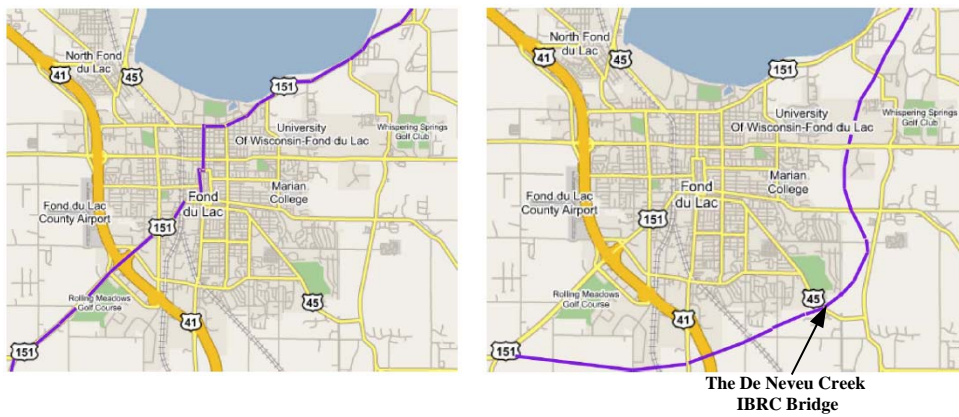 North Fond
du Lac
41
45
151
University
Of Wisconsin-Fond du Lac
Whispering Springs
Golf Club
Marian
College
Fond
du Lac
Fond du Lac
County Airport
151
Rolling Meadows
Golf Course
45
41
151
North Fond
du Lac
41
45
151
University
Of Wisconsin-Fond du Lac
Whispering Springs
Golf Club
Marian
College
Fond
du Lac
Fond du Lac
County Airport
151
Rolling Meadows
Golf Course
45
41
151
The De Neveu Creek
IBRC Bridge